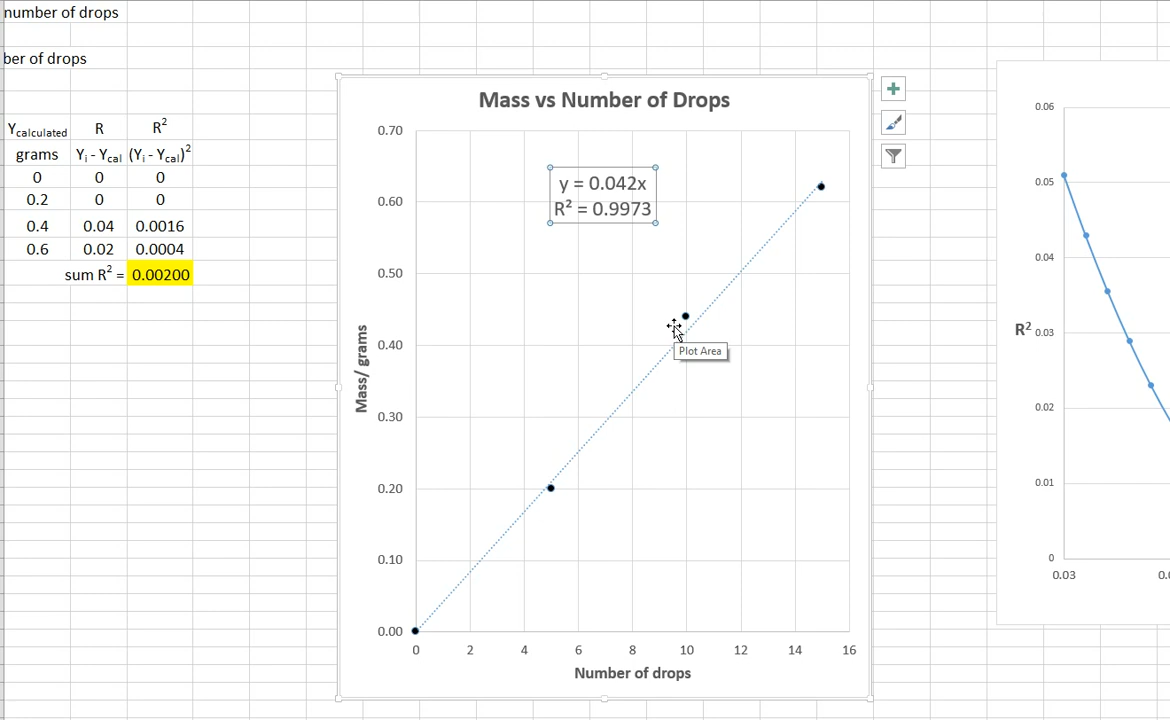 number of drops
ber of drops
Ycalculated R R²
grams Yi - Ycal (Yi - Ycal)²
0 0 0
0.2 0 0
0.4 0.04 0.0016
0.6 0.02 0.0004
sum R² = 0.00200
Mass vs Number of Drops
y = 0.042x
R² = 0.9973
0.70
0.60
0.50
0.40
0.30
0.20
0.10
0.00
Mass/ grams
Plot Area
0 2 4 6 8 10 12 14 16
Number of drops
0.06
0.05
0.04
R² 0.03
0.02
0.01
0
0.03 0.0